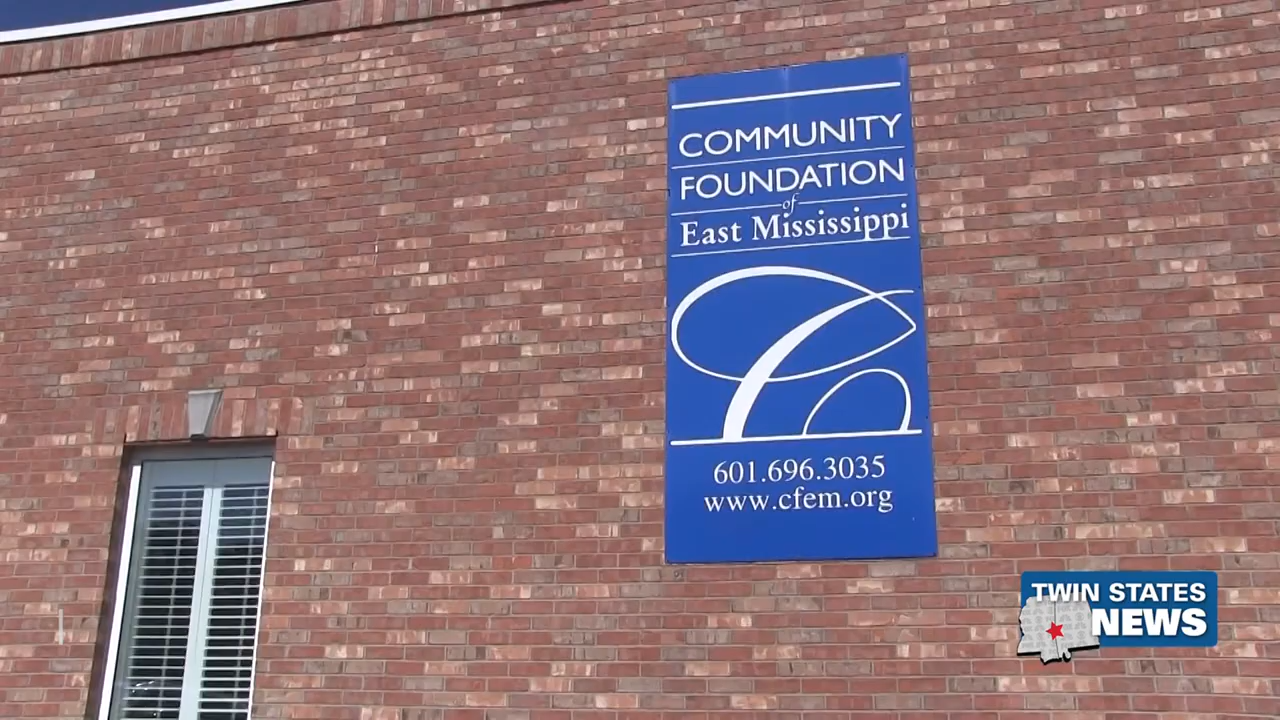 COMMUNITY
FOUNDATION
of
East Mississippi
601.696.3035
www.cfem.org
TWIN STATES
NEWS